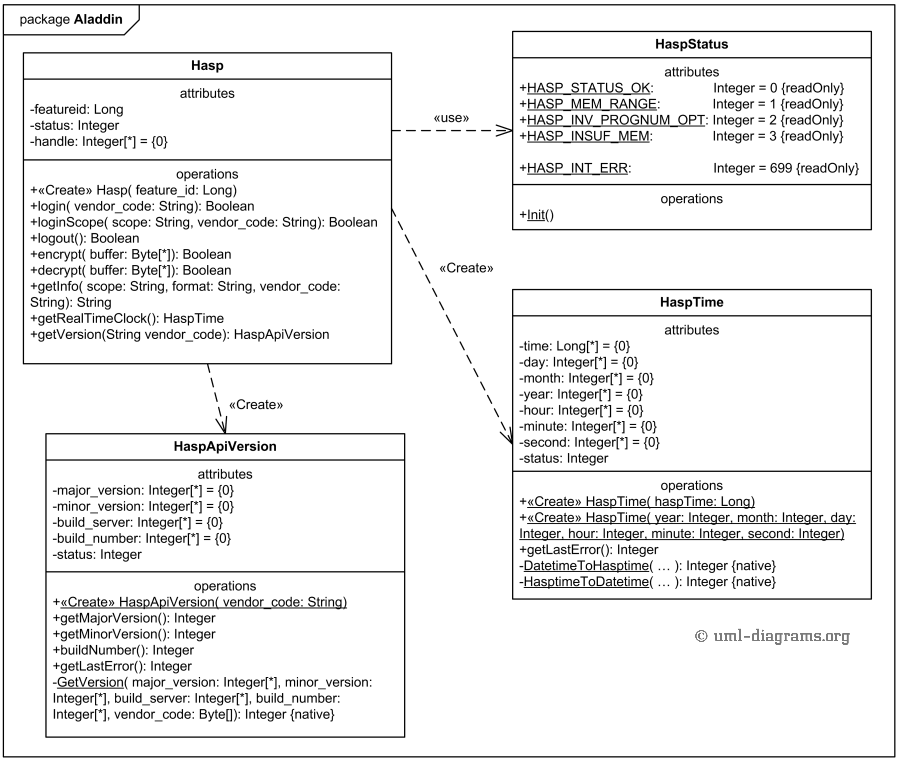 package Aladdin
Hasp
attributes
-featureid: Long
-status: Integer
-handle: Integer[*] = {0}
operations
+«Create» Hasp( feature_id: Long)
+login( vendor_code: String): Boolean
+loginScope( scope: String, vendor_code: String): Boolean
+logout(): Boolean
+encrypt( buffer: Byte[*]): Boolean
+decrypt( buffer: Byte[*]): Boolean
+getInfo( scope: String, format: String, vendor_code:
String): String
+getRealTimeClock(): HaspTime
+getVersion(String vendor_code): HaspApiVersion
«use»
HaspStatus
attributes
+HASP_STATUS_OK: Integer = 0 {readOnly}
+HASP_MEM_RANGE: Integer = 1 {readOnly}
+HASP_INV_PROGNUM_OPT: Integer = 2 {readOnly}
+HASP_INSUF_MEM: Integer = 3 {readOnly}
+HASP_INT_ERR: Integer = 699 {readOnly}
operations
+Init()
«Create»
HaspTime
attributes
-time: Long[*] = {0}
-day: Integer[*] = {0}
-month: Integer[*] = {0}
-year: Integer[*] = {0}
-hour: Integer[*] = {0}
-minute: Integer[*] = {0}
-second: Integer[*] = {0}
-status: Integer
operations
+«Create» HaspTime( haspTime: Long)
+«Create» HaspTime( year: Integer, month: Integer, day:
Integer, hour: Integer, minute: Integer, second: Integer)
+getLastError(): Integer
-DatetimeToHasptime( … ): Integer {native}
-HasptimeToDatetime( … ): Integer {native}
«Create»
HaspApiVersion
attributes
-major_version: Integer[*] = {0}
-minor_version: Integer[*] = {0}
-build_server: Integer[*] = {0}
-build_number: Integer[*] = {0}
-status: Integer
operations
+«Create» HaspApiVersion( vendor_code: String)
+getMajorVersion(): Integer
+getMinorVersion(): Integer
+buildNumber(): Integer
+getLastError(): Integer
-GetVersion( major_version: Integer[*], minor_version:
Integer[*], build_server: Integer[*], build_number:
Integer[*], vendor_code: Byte[]): Integer {native}
© uml-diagrams.org